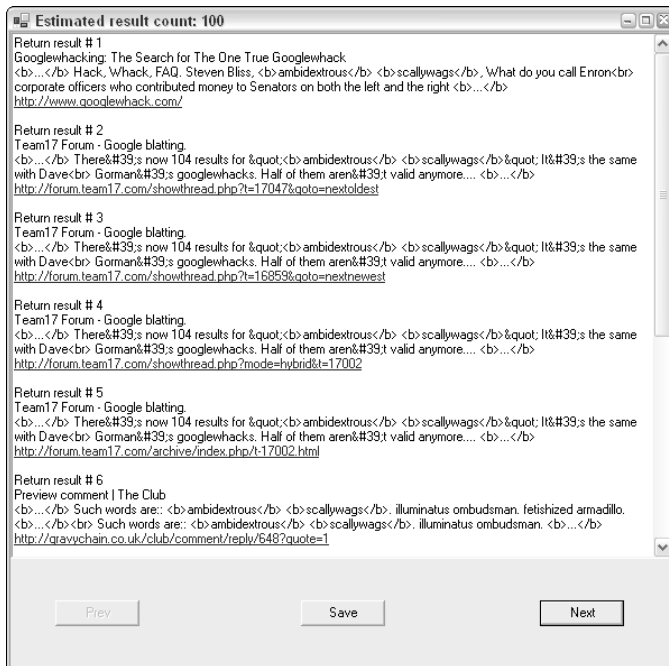 Estimated result count: 100
Return result # 1
Googlewhacking: The Search for The One True Googlewhack
<b>...</b> Hack, Whack, FAQ. Steven Bliss, <b>ambidextrous</b> <b>scallywags</b>, What do you call Enron<br>
corporate officers who contributed money to Senators on both the left and the right <b>...</b>
http://www.googlewhack.com/
Return result # 2
Team17 Forum - Google blatting.
<b>...</b> There&#39;s now 104 results for &quot;<b>ambidextrous</b> <b>scallywags</b>&quot; It&#39;s the same
with Dave<br> Gorman&#39;s googlewhacks. Half of them aren&#39;t valid anymore.... <b>...</b>
http://forum.team17.com/showthread.php?t=17047&goto=nextoldest
Return result # 3
Team17 Forum - Google blatting.
<b>...</b> There&#39;s now 104 results for &quot;<b>ambidextrous</b> <b>scallywags</b>&quot; It&#39;s the same
with Dave<br> Gorman&#39;s googlewhacks. Half of them aren&#39;t valid anymore.... <b>...</b>
http://forum.team17.com/showthread.php?t=16859&goto=nextnewest
Return result # 4
Team17 Forum - Google blatting.
<b>...</b> There&#39;s now 104 results for &quot;<b>ambidextrous</b> <b>scallywags</b>&quot; It&#39;s the same
with Dave<br> Gorman&#39;s googlewhacks. Half of them aren&#39;t valid anymore.... <b>...</b>
http://forum.team17.com/showthread.php?mode=hybrid&t=17002
Return result # 5
Team17 Forum - Google blatting.
<b>...</b> There&#39;s now 104 results for &quot;<b>ambidextrous</b> <b>scallywags</b>&quot; It&#39;s the same
with Dave<br> Gorman&#39;s googlewhacks. Half of them aren&#39;t valid anymore.... <b>...</b>
http://forum.team17.com/archive/index.php/t-17002.html
Return result # 6
Preview comment | The Club
<b>...</b> Such words are:: <b>ambidextrous</b> <b>scallywags</b>. illuminatus ombudsman. fetishized armadillo.
<b>...</b><br> Such words are:: <b>ambidextrous</b> <b>scallywags</b>. illuminatus ombudsman. <b>...</b>
http://gravychain.co.uk/club/comment/reply/648?quote=1
Prev Save Next